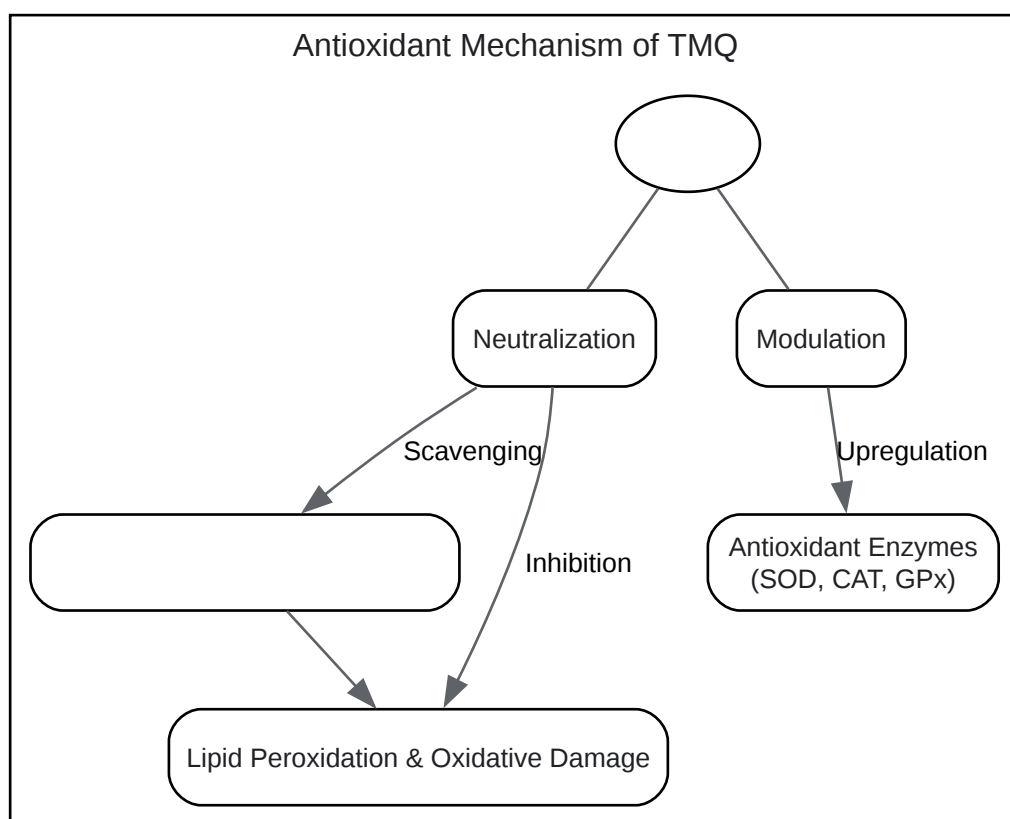 Antioxidant Mechanism of TMQ
Neutralization
Modulation
Scavenging
Upregulation
Antioxidant Enzymes
(SOD, CAT, GPx)
Inhibition
Lipid Peroxidation & Oxidative Damage